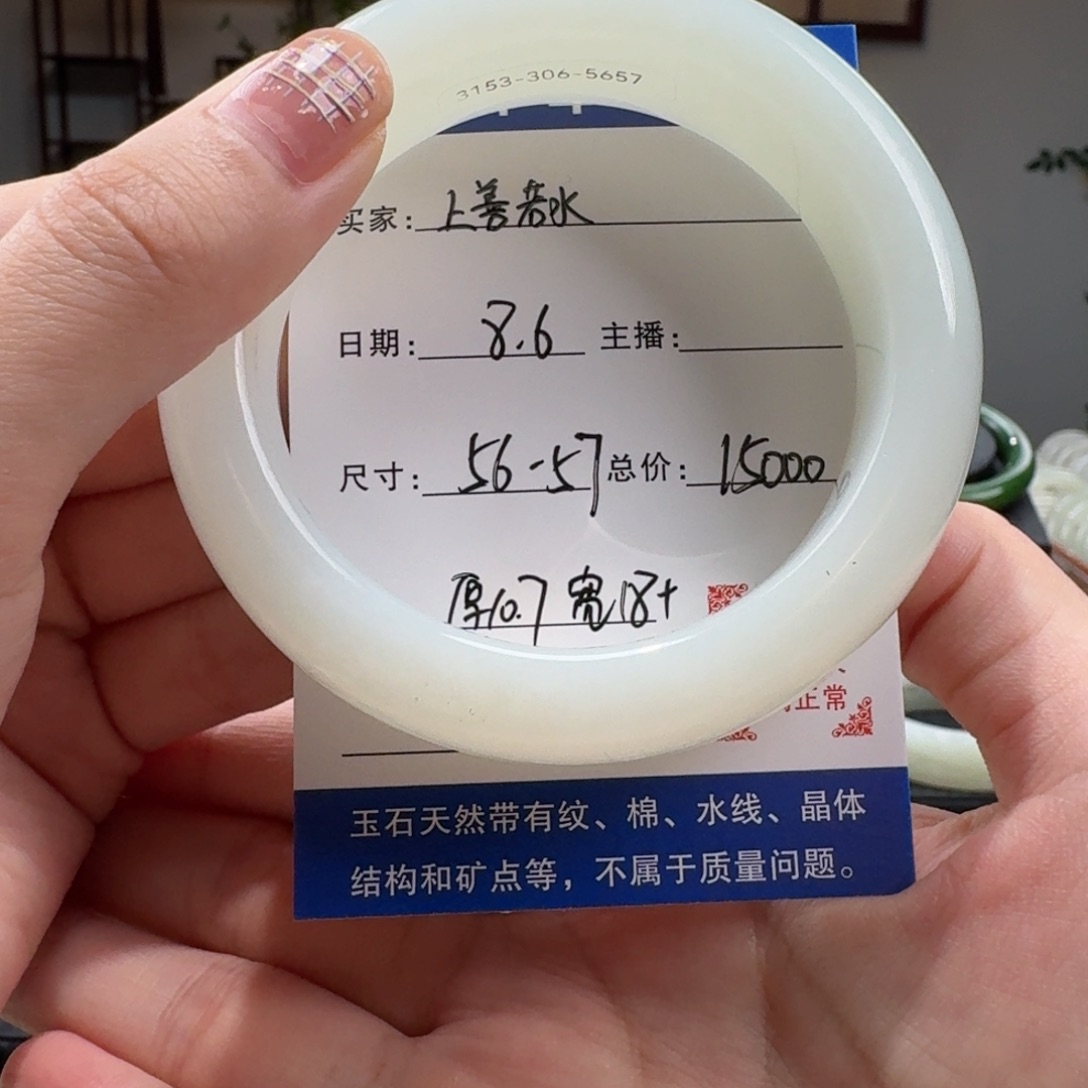 3153-306-5657
买家：上善若水
日期：8.6 主播：
尺寸：56-57 总价：15000
厚10.7 宽18+
正常
玉石天然带有纹、棉、水线、晶体
结构和矿点等，不属于质量问题。